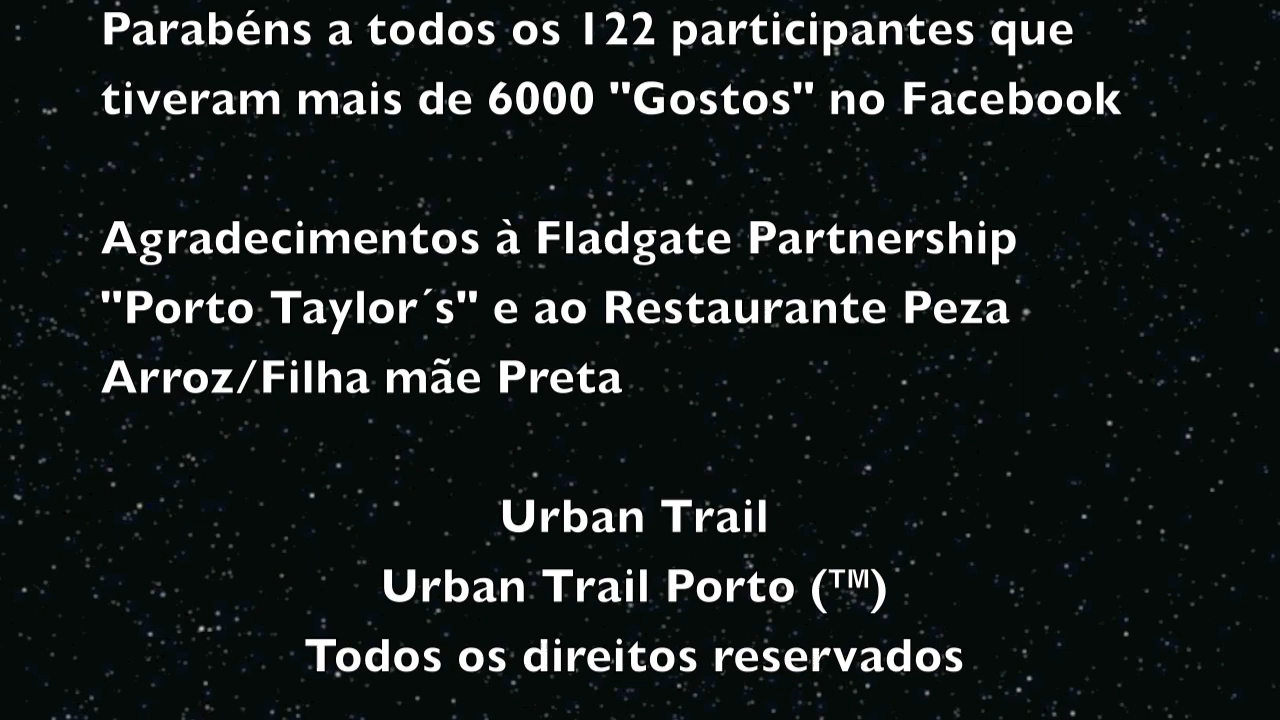 Parabéns a todos os 122 participantes que
tiveram mais de 6000 "Gostos" no Facebook
Agradecimentos à Fladgate Partnership
"Porto Taylor´s" e ao Restaurante Peza
Arroz/Filha mãe Preta
Urban Trail
Urban Trail Porto (™)
Todos os direitos reservados